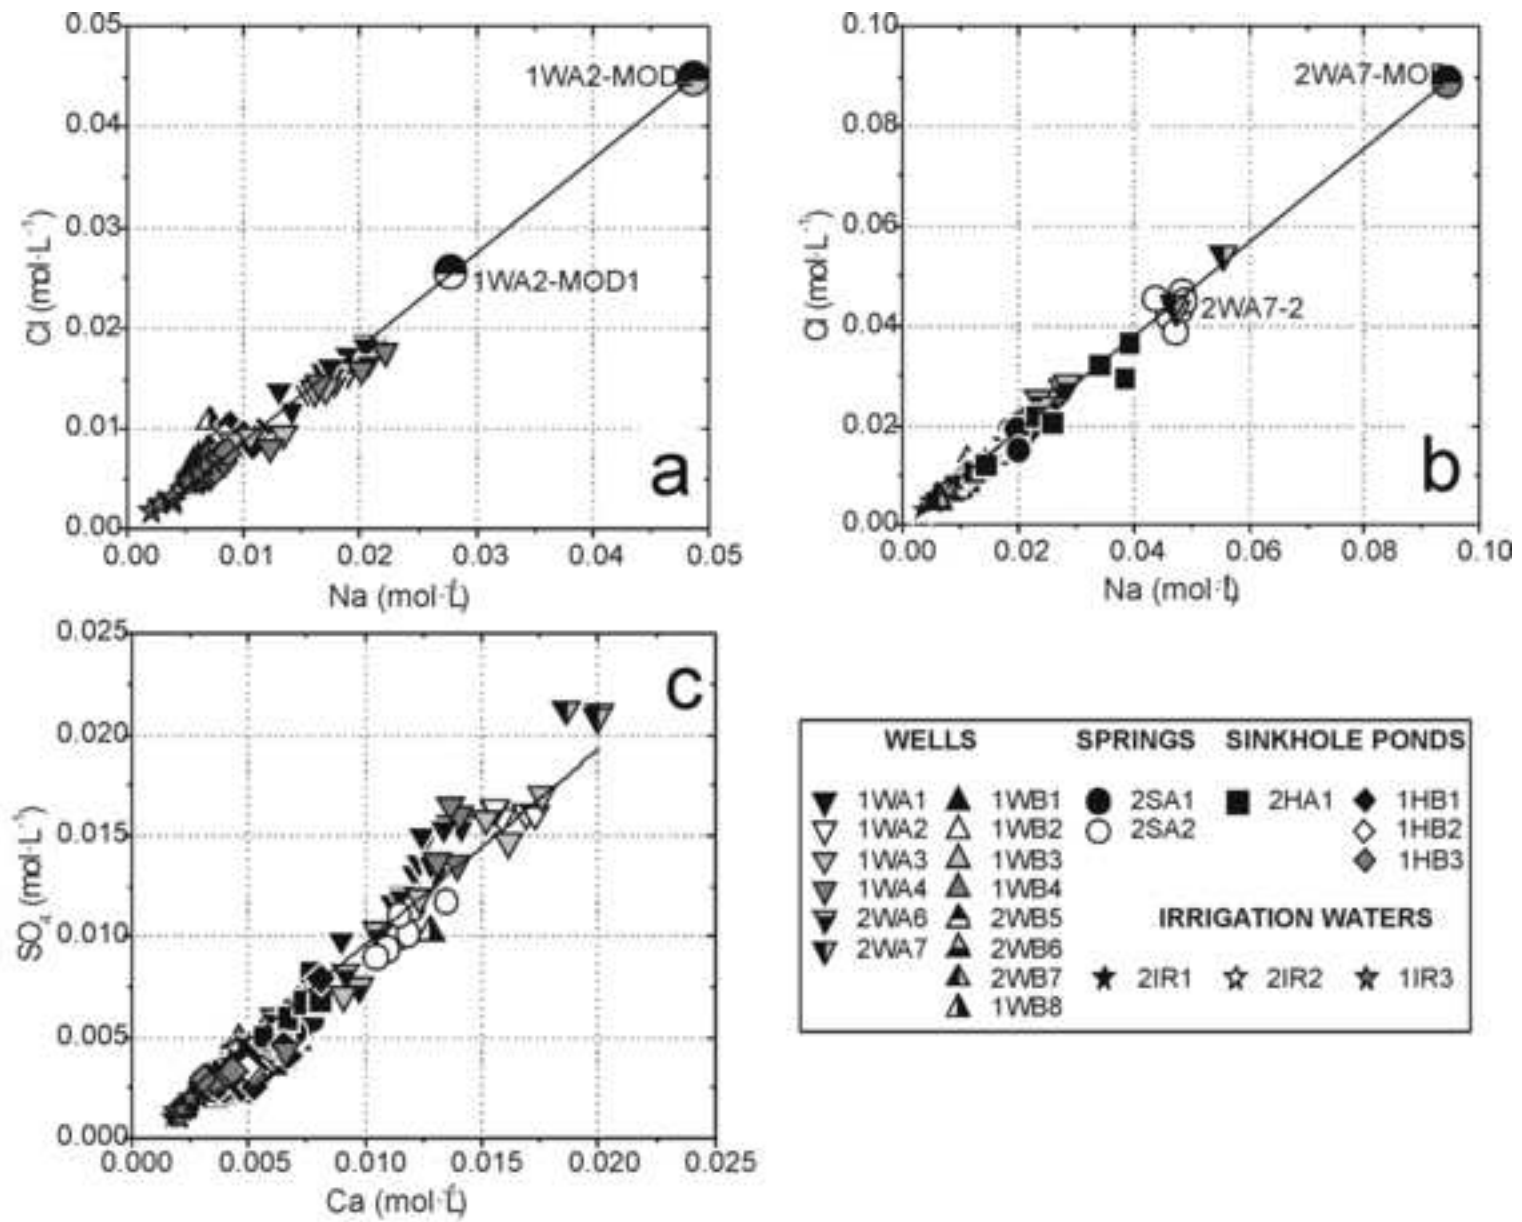 0.05
0.04
0.03
0.02
0.01
0.00
Cl (mol·L⁻¹)
1WA2-MOD
1WA2-MOD1
a
0.00 0.01 0.02 0.03 0.04 0.05
Na (mol·L)
0.10
0.08
0.06
0.04
0.02
0.00
Cl (mol·L⁻¹)
2WA7-MOD
2WA7-2
b
0.00 0.02 0.04 0.06 0.08 0.10
Na (mol·L)
0.025
0.020
0.015
0.010
0.005
0.000
SO₄ (mol·L⁻¹)
c
0.000 0.005 0.010 0.015 0.020 0.025
Ca (mol·L)
WELLS SPRINGS SINKHOLE PONDS
1WA1 1WB1 2SA1 2HA1 1HB1
1WA2 1WB2 2SA2 1HB2
1WA3 1WB3 1HB3
1WA4 1WB4
2WA6 2WB5 IRRIGATION WATERS
2WA7 2WB6 2IR1 2IR2 1IR3
2WB7
1WB8